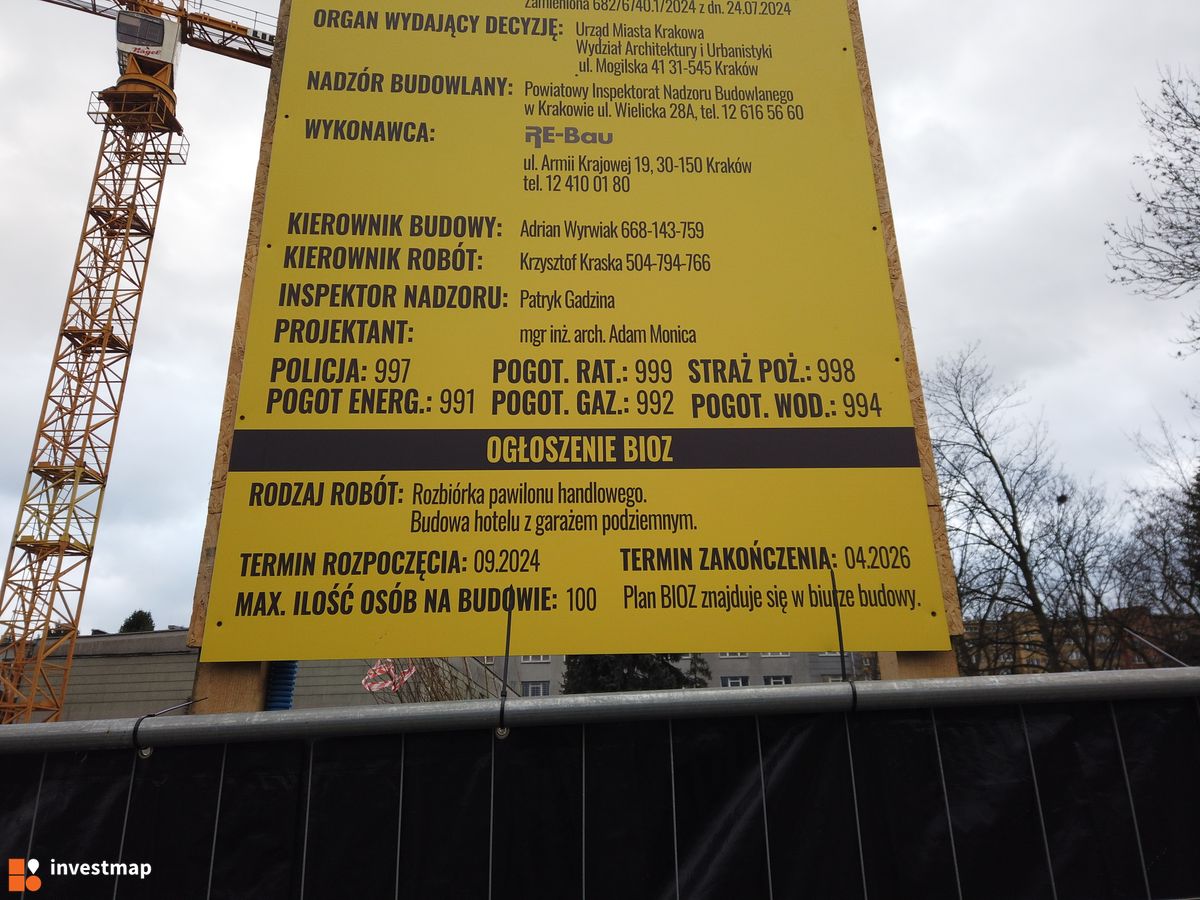 zamieniona 682/6740.1/2024 z dn. 24.07.2024
ORGAN WYDAJĄCY DECYZJĘ: Urząd Miasta Krakowa
Wydział Architektury i Urbanistyki
ul. Mogilska 41 31-545 Kraków
NADZÓR BUDOWLANY: Powiatowy Inspektorat Nadzoru Budowlanego
w Krakowie ul. Wielicka 28A, tel. 12 616 56 60
WYKONAWCA: RE-Bau
ul. Armii Krajowej 19, 30-150 Kraków
tel. 12 410 01 80
KIEROWNIK BUDOWY: Adrian Wyrwiak 668-143-759
KIEROWNIK ROBÓT: Krzysztof Kraska 504-794-766
INSPEKTOR NADZORU: Patryk Gadzina
PROJEKTANT: mgr inż. arch. Adam Monica
POLICJA: 997 POGOT. RAT.: 999 STRAŻ POŻ.: 998
POGOT ENERG.: 991 POGOT. GAZ.: 992 POGOT. WOD.: 994
OGŁOSZENIE BIOZ
RODZAJ ROBÓT: Rozbiórka pawilonu handlowego.
Budowa hotelu z garażem podziemnym.
TERMIN ROZPOCZĘCIA: 09.2024 TERMIN ZAKOŃCZENIA: 04.2026
MAX. ILOŚĆ OSÓB NA BUDOWIE: 100 Plan BIOZ znajduje się w biurze budowy.
investmap